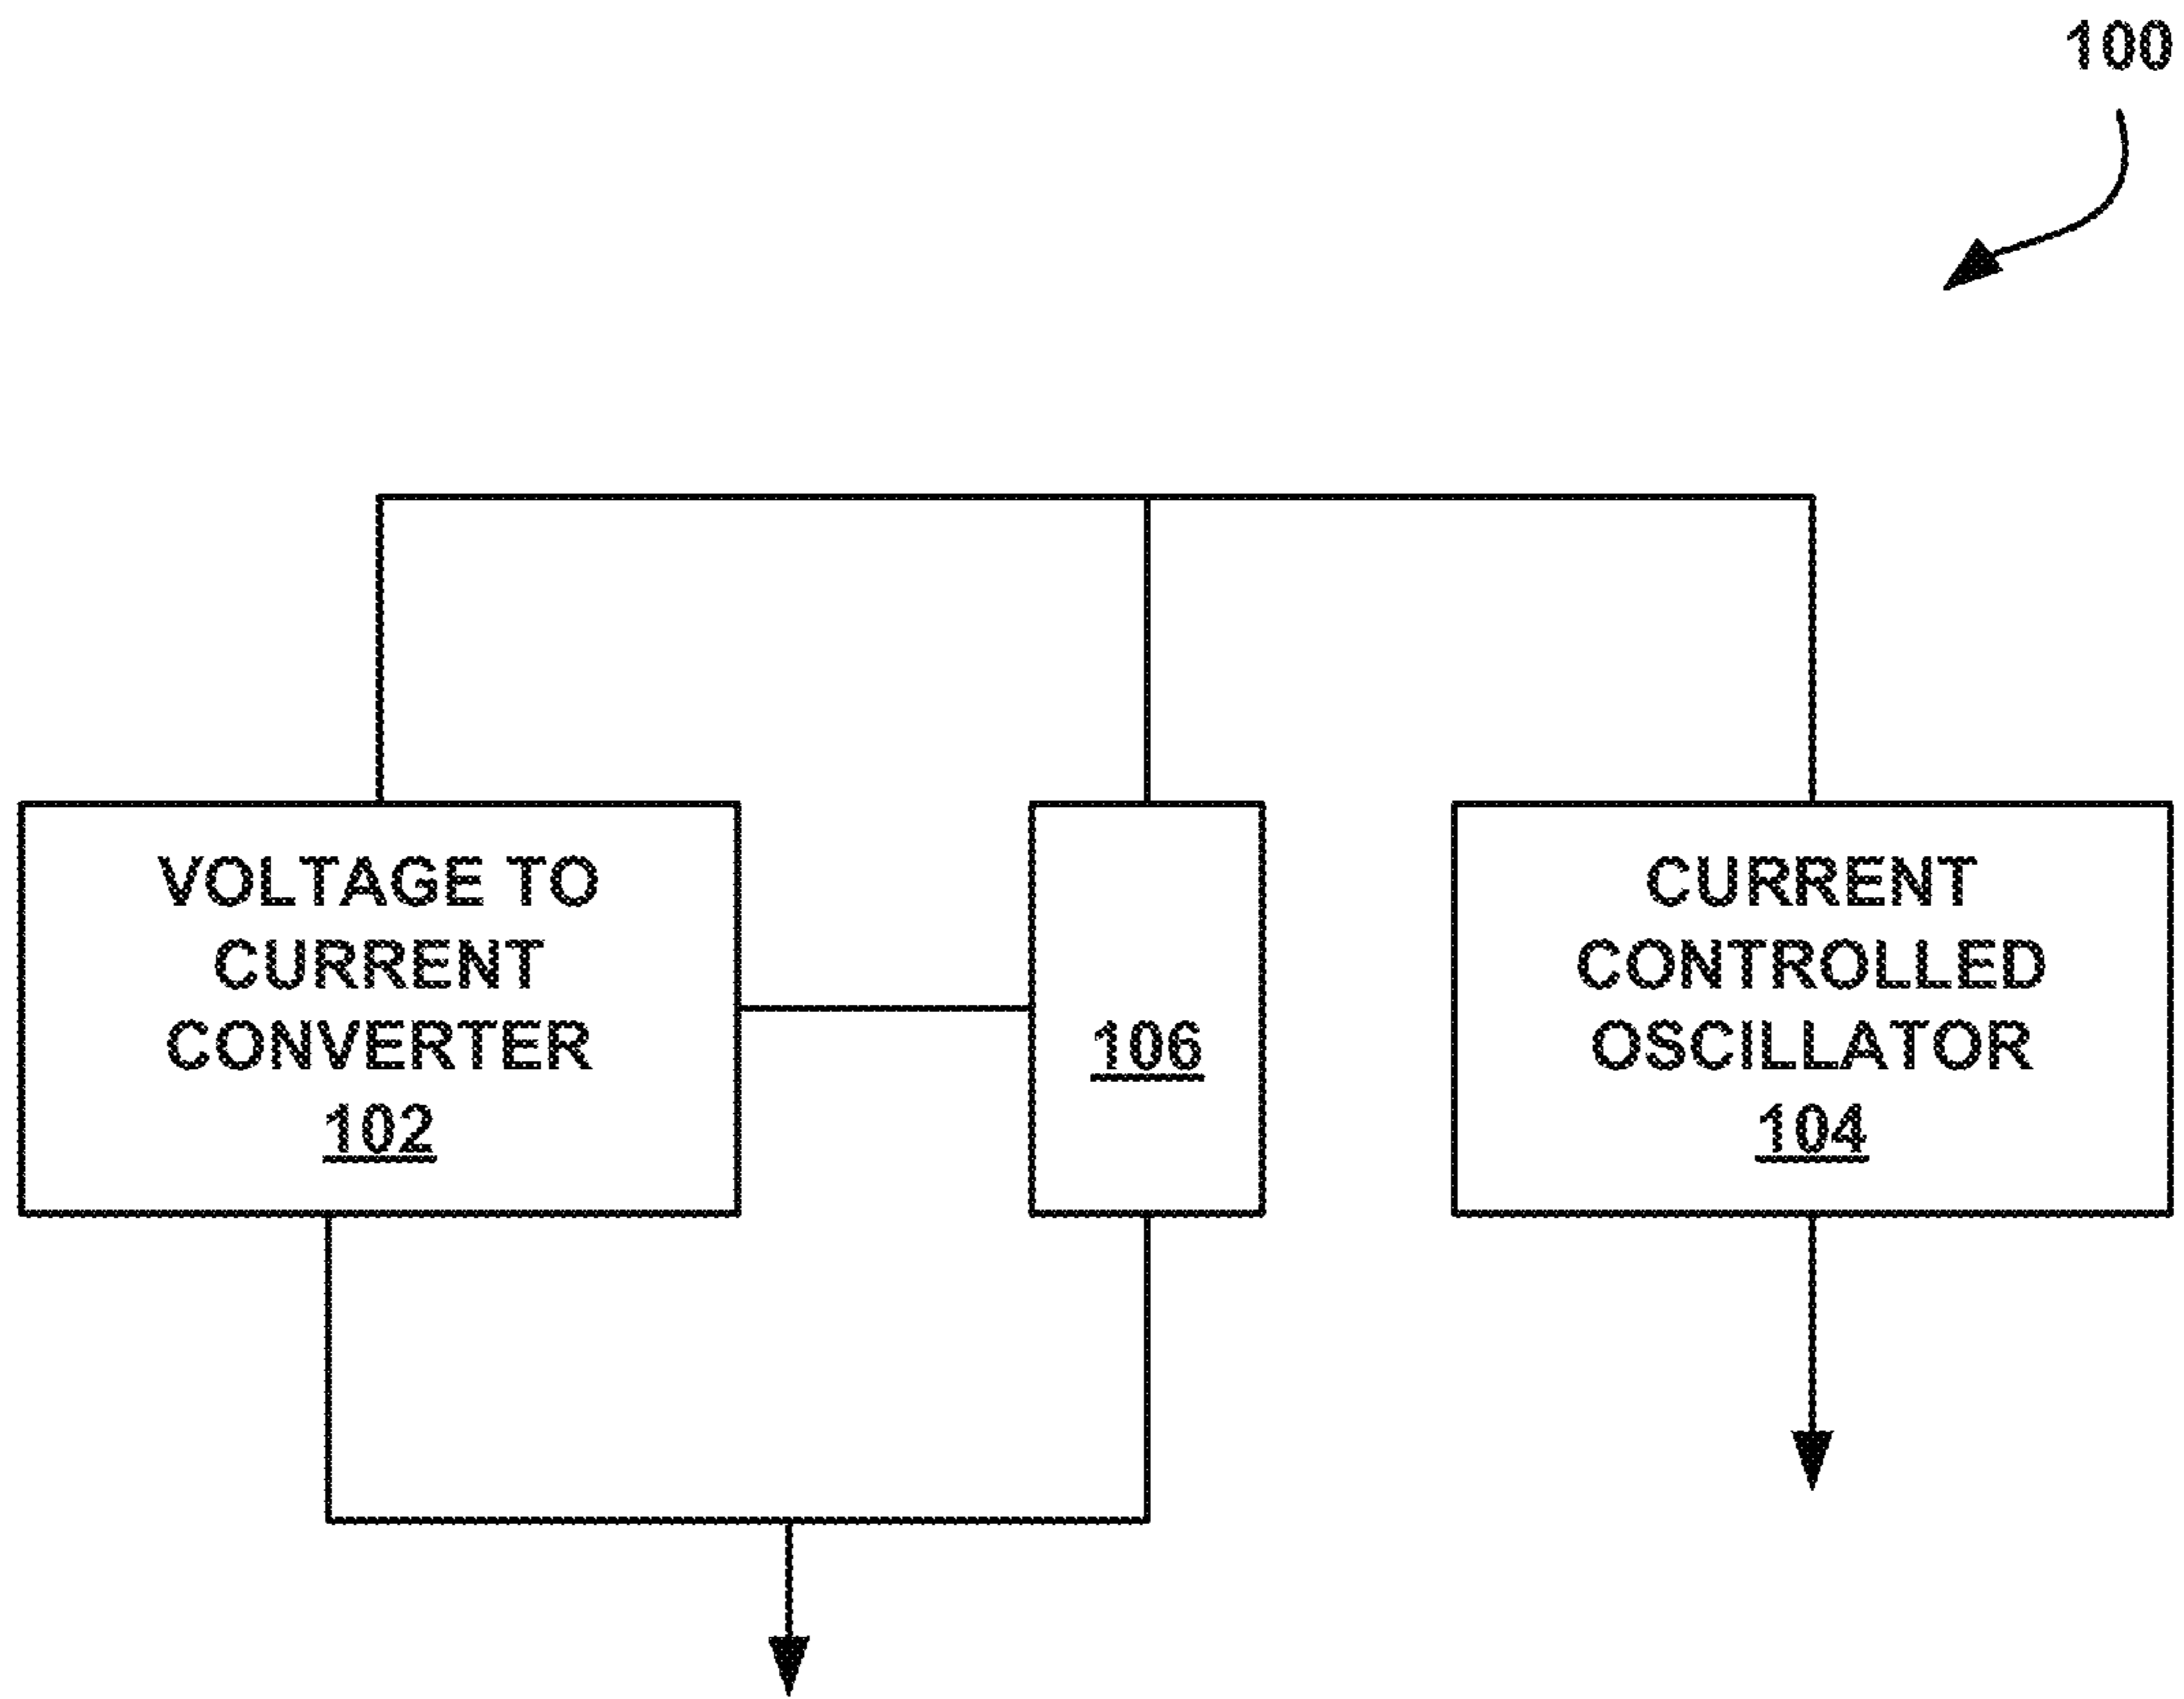 100
VOLTAGE TO
CURRENT
CONVERTER
102
106
CURRENT
CONTROLLED
OSCILLATOR
104